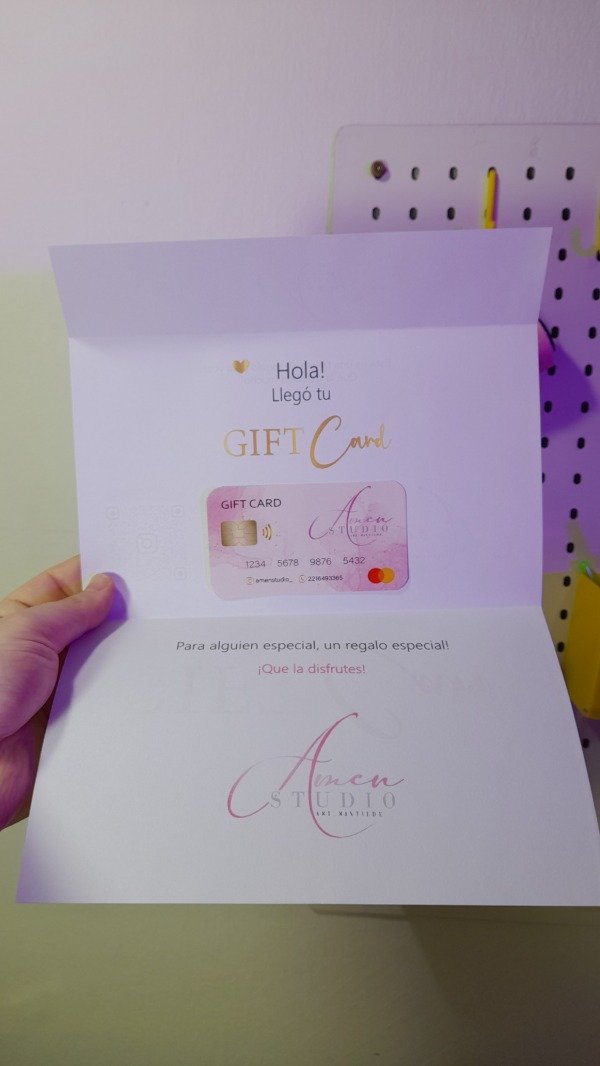 Hola!
Llegó tu
GIFT Card
GIFT CARD
Amen
STUDIO
1234 5678 9876 5432
amenstudio_ 2216493365
Para alguien especial, un regalo especial!
¡Que la disfrutes!
Amen
STUDIO